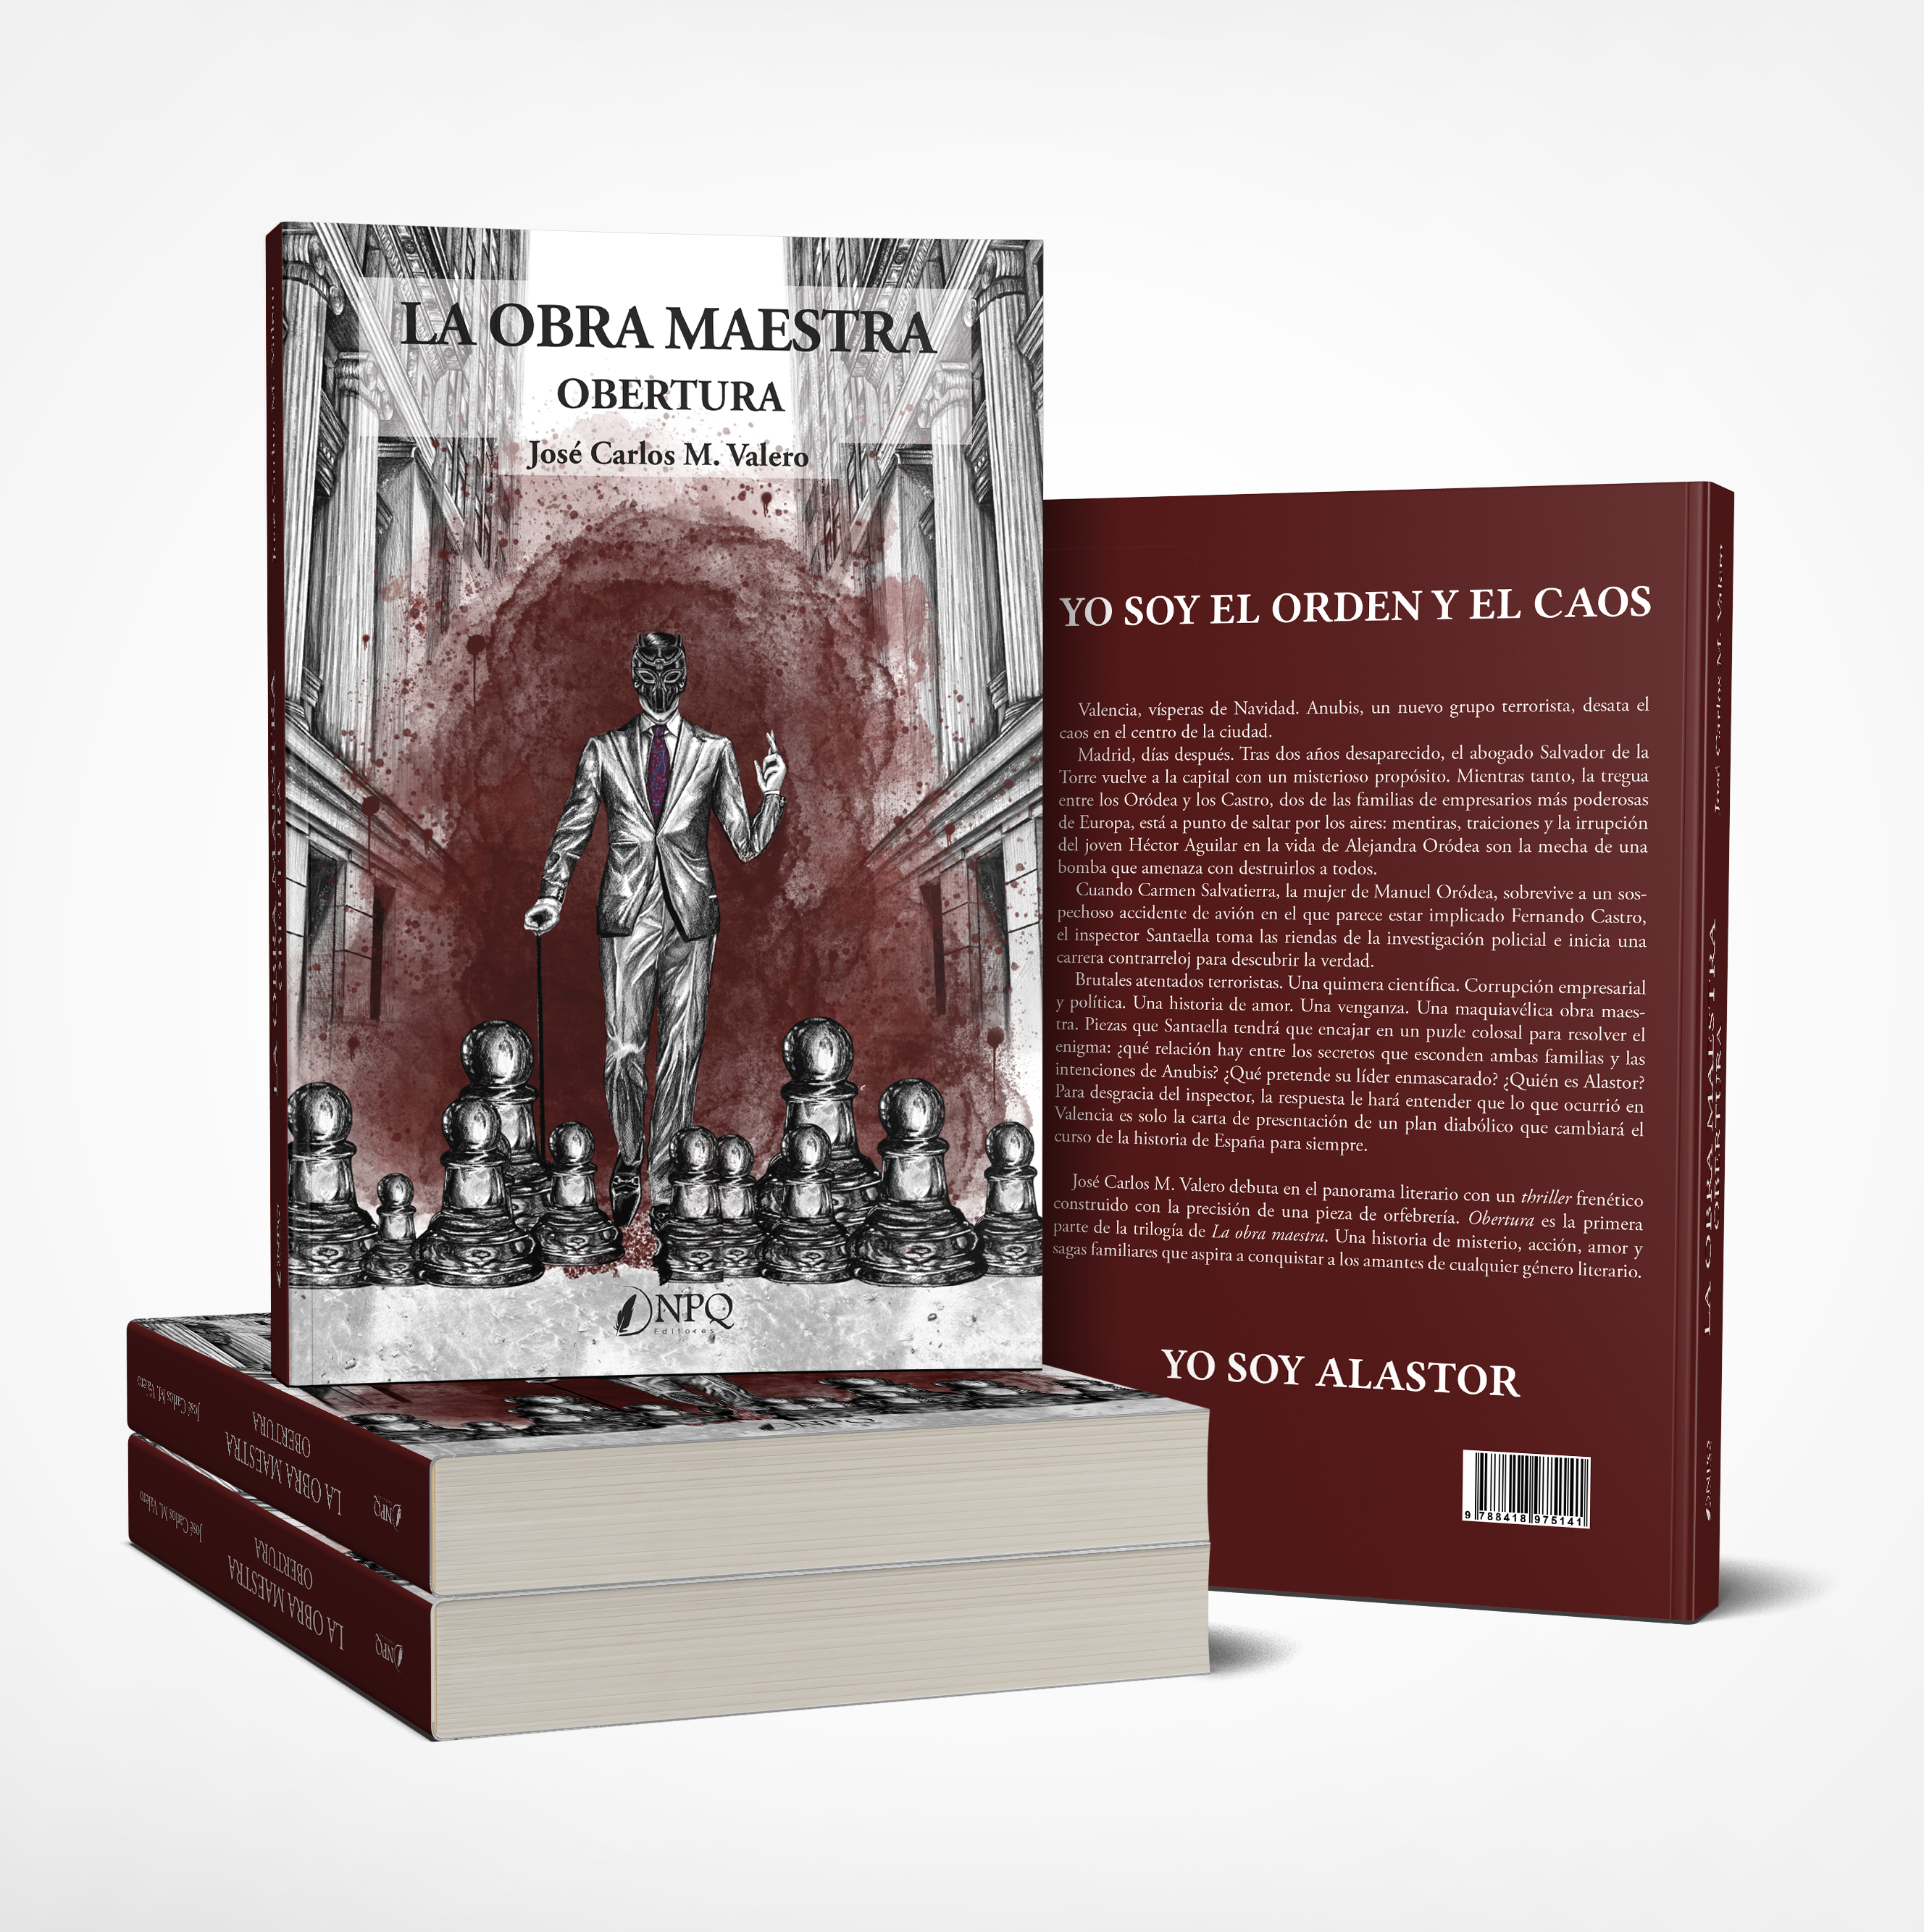 LA OBRA MAESTRA
OBERTURA
José Carlos M. Valero
NPQ
Editores
YO SOY EL ORDEN Y EL CAOS
Valencia, vísperas de Navidad. Anubis, un nuevo grupo terrorista, desata el
caos en el centro de la ciudad.
Madrid, días después. Tras dos años desaparecido, el abogado Salvador de la
Torre vuelve a la capital con un misterioso propósito. Mientras tanto, la tregua
entre los Oródea y los Castro, dos de las familias de empresarios más poderosas
de Europa, está a punto de saltar por los aires: mentiras, traiciones y la irrupción
del joven Héctor Aguilar en la vida de Alejandra Oródea son la mecha de una
bomba que amenaza con destruirlos a todos.
Cuando Carmen Salvatierra, la mujer de Manuel Oródea, sobrevive a un sos-
pechoso accidente de avión en el que parece estar implicado Fernando Castro,
el inspector Santaella toma las riendas de la investigación policial e inicia una
carrera contrarreloj para descubrir la verdad.
Brutales atentados terroristas. Una quimera científica. Corrupción empresarial
y política. Una historia de amor. Una venganza. Una maquiavélica obra maes-
tra. Piezas que Santaella tendrá que encajar en un puzle colosal para resolver el
enigma: ¿qué relación hay entre los secretos que esconden ambas familias y las
intenciones de Anubis? ¿Qué pretende su líder enmascarado? ¿Quién es Alastor?
Para desgracia del inspector, la respuesta le hará entender que lo que ocurrió en
Valencia es solo la carta de presentación de un plan diabólico que cambiará el
curso de la historia de España para siempre.
José Carlos M. Valero debuta en el panorama literario con un thriller frenético
construido con la precisión de una pieza de orfebrería. Obertura es la primera
parte de la trilogía de La obra maestra. Una historia de misterio, acción, amor y
sagas familiares que aspira a conquistar a los amantes de cualquier género literario.
YO SOY ALASTOR
9 788418 975141
José Carlos M. Valero
LA OBRA MAESTRA
OBERTURA
José Carlos M. Valero
OBERTURA
LA OBRA MAESTRA
NPQ
José Carlos M. Valero
OBERTURA
LA OBRA MAESTRA
NPQ